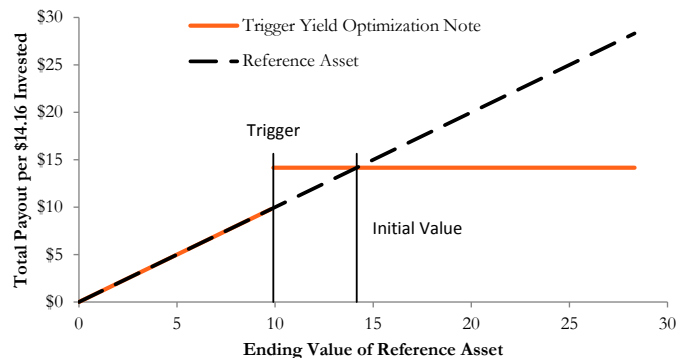 Trigger Yield Optimization Note
Reference Asset
Total Payout per $14.16 Invested
$30
$25
$20
$15
$10
$5
$0
Trigger
Initial Value
0
5
10
15
20
25
30
Ending Value of Reference Asset